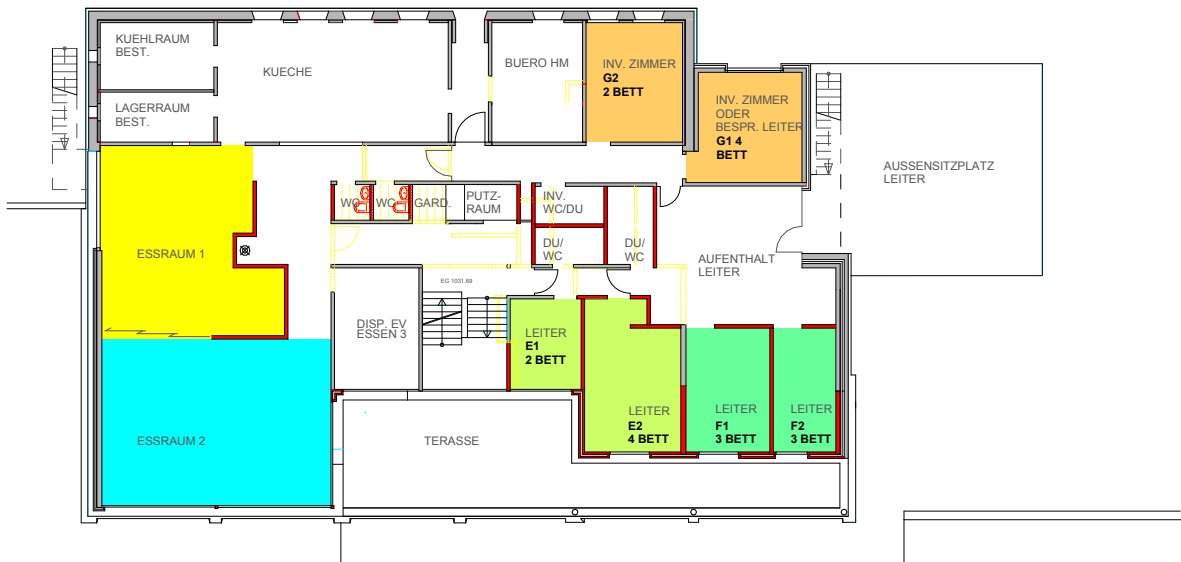 KUEHLRAUM
BEST.
KUECHE
LAGERRAUM
BEST.
BUERO HM
INV. ZIMMER
G2
2 BETT
INV. ZIMMER
ODER
BESPR. LEITER
G1 4
BETT
AUSSENSITZPLATZ
LEITER
WC
WC
GARD.
PUTZ-
RAUM
INV.
WC/DU
DU/
WC
DU/
WC
ESSRAUM 1
AUFENTHALT
LEITER
EG 1031.89
DISP. EV
ESSEN 3
LEITER
E1
2 BETT
LEITER
E2
4 BETT
LEITER
F1
3 BETT
LEITER
F2
3 BETT
ESSRAUM 2
TERASSE